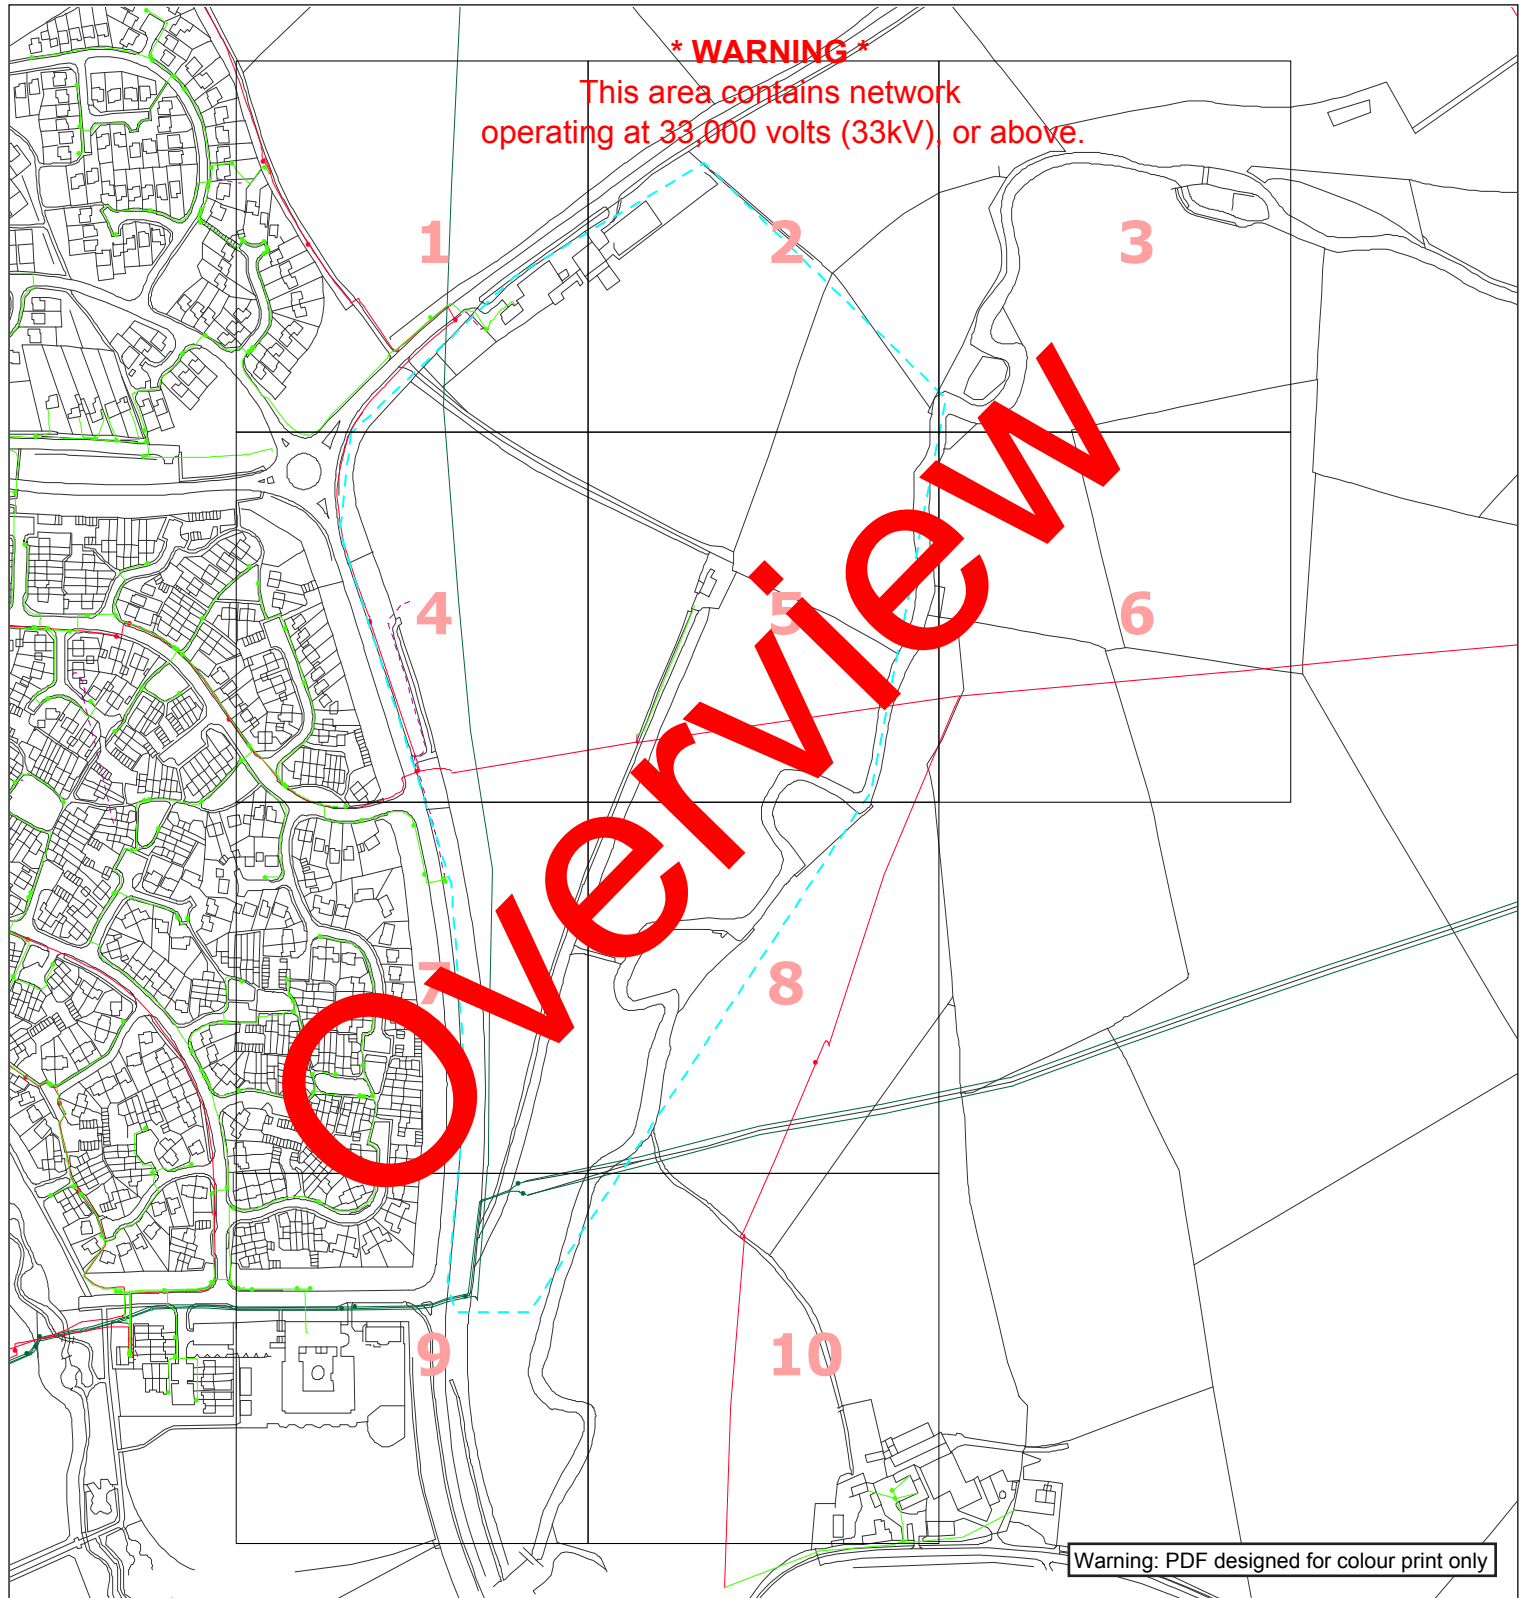 * WARNING *
This area contains network
operating at 33,000 volts (33kV), or above.
1
2
3
4
5
6
7
8
9
10
Overview
Warning: PDF designed for colour print only